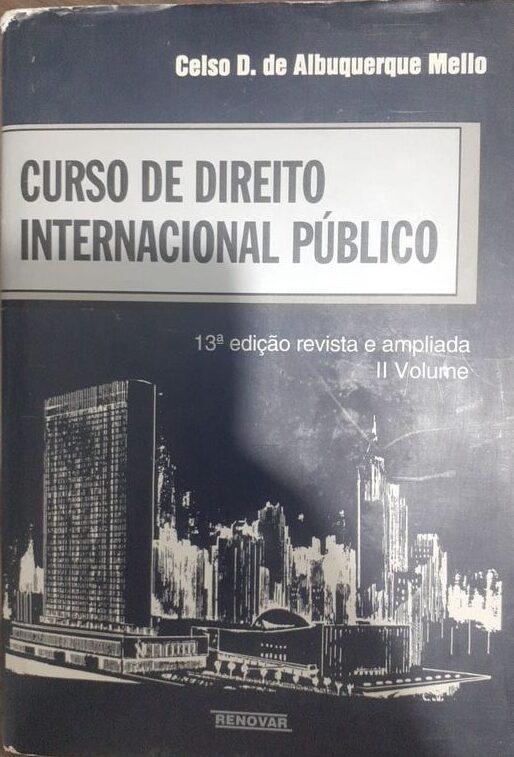 Celso D. de Albuquerque Mello
CURSO DE DIREITO
INTERNACIONAL PÚBLICO
13ª edição revista e ampliada
II Volume
RENOVAR